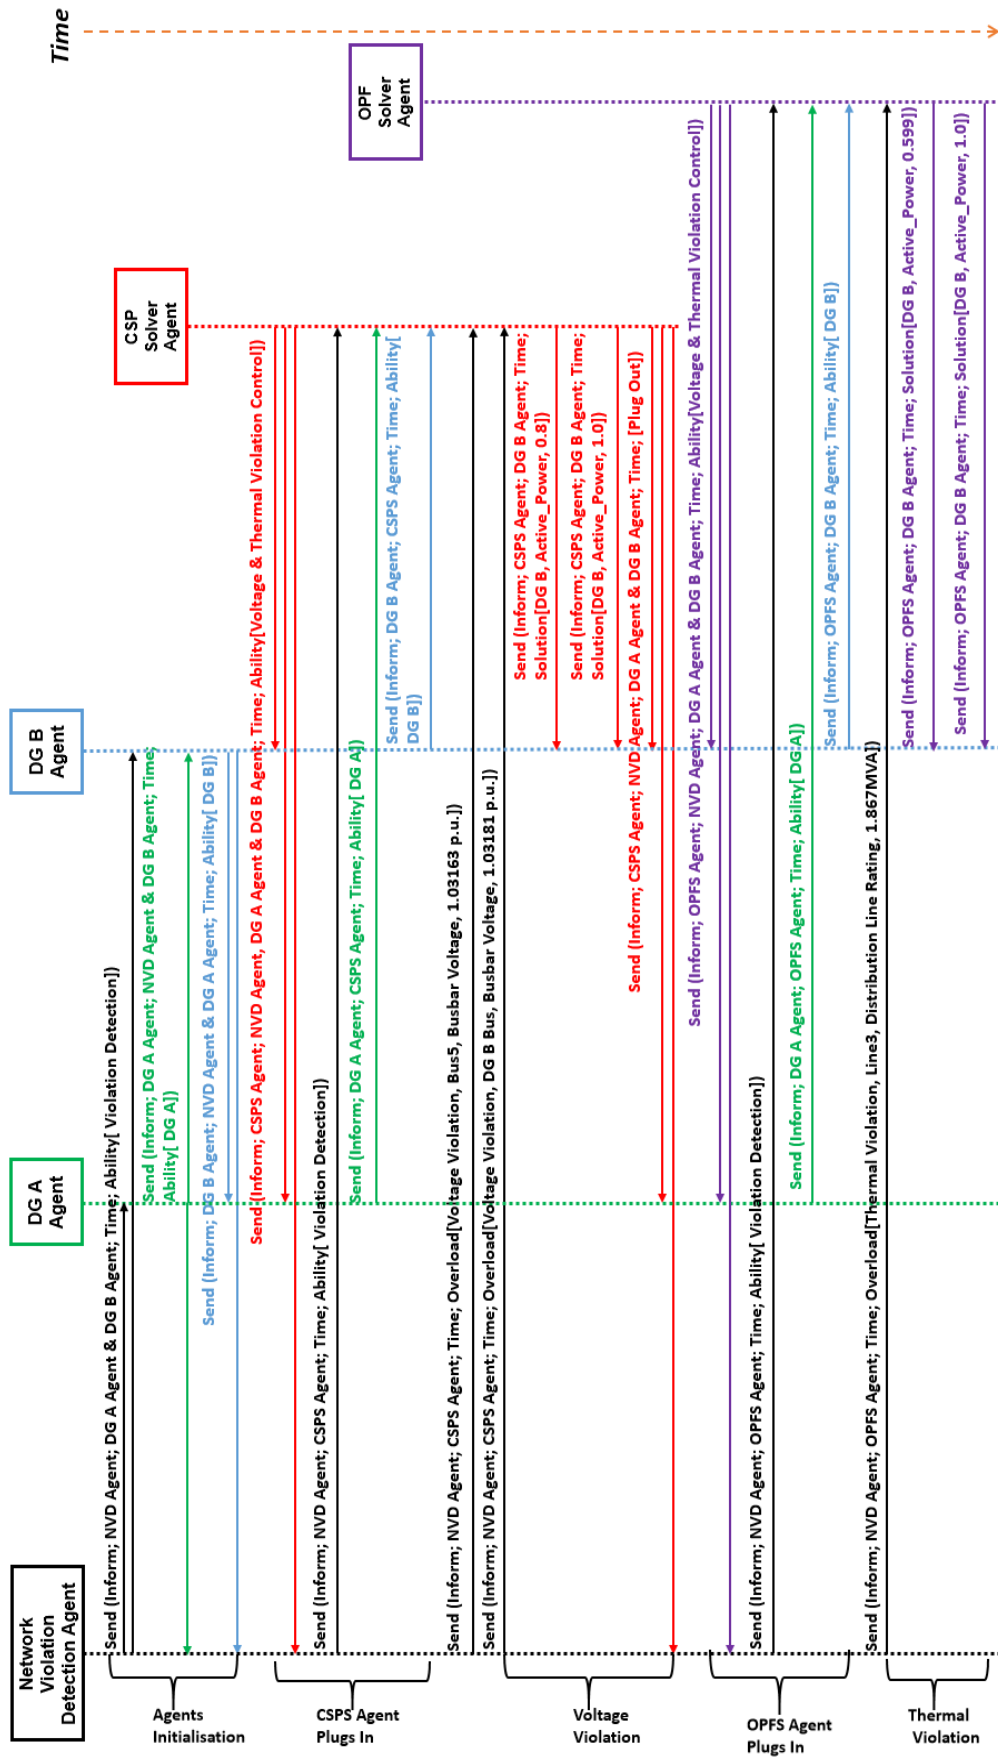 Time
OPF
Solver
Agent
CSP
Solver
Agent
DG B
Agent
DG A
Agent
Network
Violation
Detection Agent
Send (Inform; NVD Agent; DG A Agent & DG B Agent; Time; Ability[ Violation Detection])
Send (Inform; DG A Agent; NVD Agent & DG B Agent; Time;
Ability[ DG A])
Send (Inform; DG B Agent; NVD Agent & DG A Agent; Time; Ability[ DG B])
Send (Inform; CSPS Agent; NVD Agent, DG A Agent & DG B Agent; Time; Ability[Voltage & Thermal Violation Control])
Send (Inform; NVD Agent; CSPS Agent; Time; Ability[ Violation Detection])
Send (Inform; DG A Agent; CSPS Agent; Time; Ability[ DG A])
Send (Inform; DG B Agent; CSPS Agent; Time; Ability[
DG B])
Send (Inform; NVD Agent; CSPS Agent; Time; Overload[Voltage Violation, Bus5, Busbar Voltage, 1.03163 p.u.])
Send (Inform; NVD Agent; CSPS Agent; Time; Overload[Voltage Violation, DG B Bus, Busbar Voltage, 1.03181 p.u.])
Send (Inform; CSPS Agent; DG B Agent; Time;
Solution[DG B, Active_Power, 0.8])
Send (Inform; CSPS Agent; DG B Agent; Time;
Solution[DG B, Active_Power, 1.0])
Send (Inform; CSPS Agent; NVD Agent; DG A Agent & DG B Agent; Time; [Plug Out])
Send (Inform; OPFS Agent; NVD Agent; DG A Agent & DG B Agent; Time; Ability[Voltage & Thermal Violation Control])
Send (Inform; NVD Agent; OPFS Agent; Time; Ability[ Violation Detection])
Send (Inform; DG A Agent; OPFS Agent; Time; Ability[ DG A])
Send (Inform; OPFS Agent; DG B Agent; Time; Ability[ DG B])
Send (Inform; NVD Agent; OPFS Agent; Time; Overload[Thermal Violation, Line3, Distribution Line Rating, 1.867MVA])
Send (Inform; OPFS Agent; DG B Agent; Time; Solution[DG B, Active_Power, 0.599])
Send (Inform; OPFS Agent; DG B Agent; Time; Solution[DG B, Active_Power, 1.0])
Agents
Initialisation
CSPS Agent
Plugs In
Voltage
Violation
OPFS Agent
Plugs In
Thermal
Violation